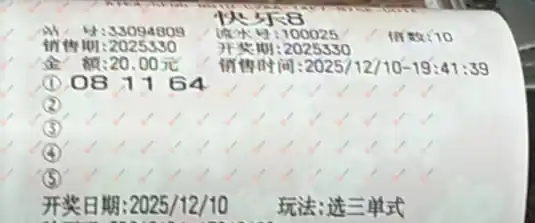 快乐8
站 号:33094809 流水号:100025 倍数:10
销售期:2025330 开奖期:2025330
金 额:20.00元 销售时间:2025/12/10-19:41:39
① 08 11 64
②
③
④
⑤
开奖日期:2025/12/10 玩法:选三单式